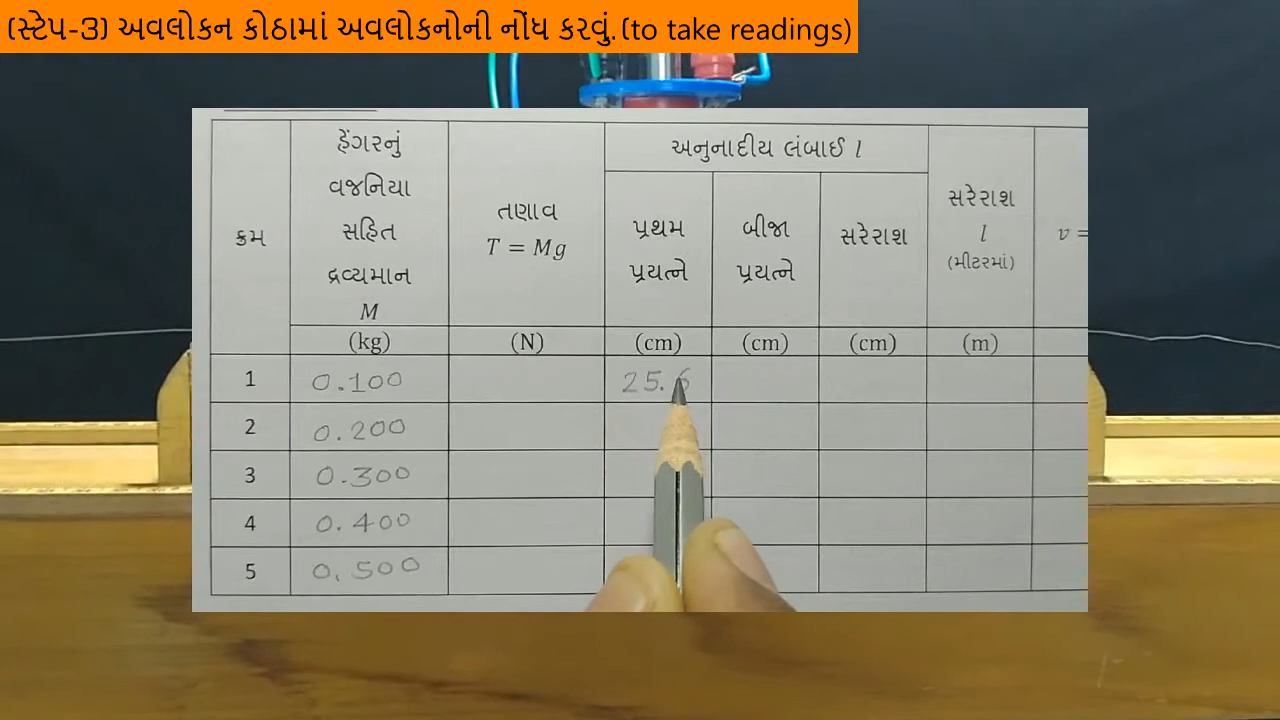 (સ્ટેપ-3) અવલોકન કોઠામાં અવલોકનોની નોંધ કરવું. (to take readings)
ક્રમ
હેંગરનું
વજનિયા
સહિત
દ્રવ્યમાન
M
(kg)
તણાવ
T = Mg
(N)
અનુનાદીય લંબાઈ l
પ્રથમ
પ્રયત્ને
(cm)
બીજા
પ્રયત્ને
(cm)
સરેરાશ
(cm)
સરેરાશ
l
(મીટરમાં)
(m)
v =
1 0.100 25.6
2 0.200
3 0.300
4 0.400
5 0.500